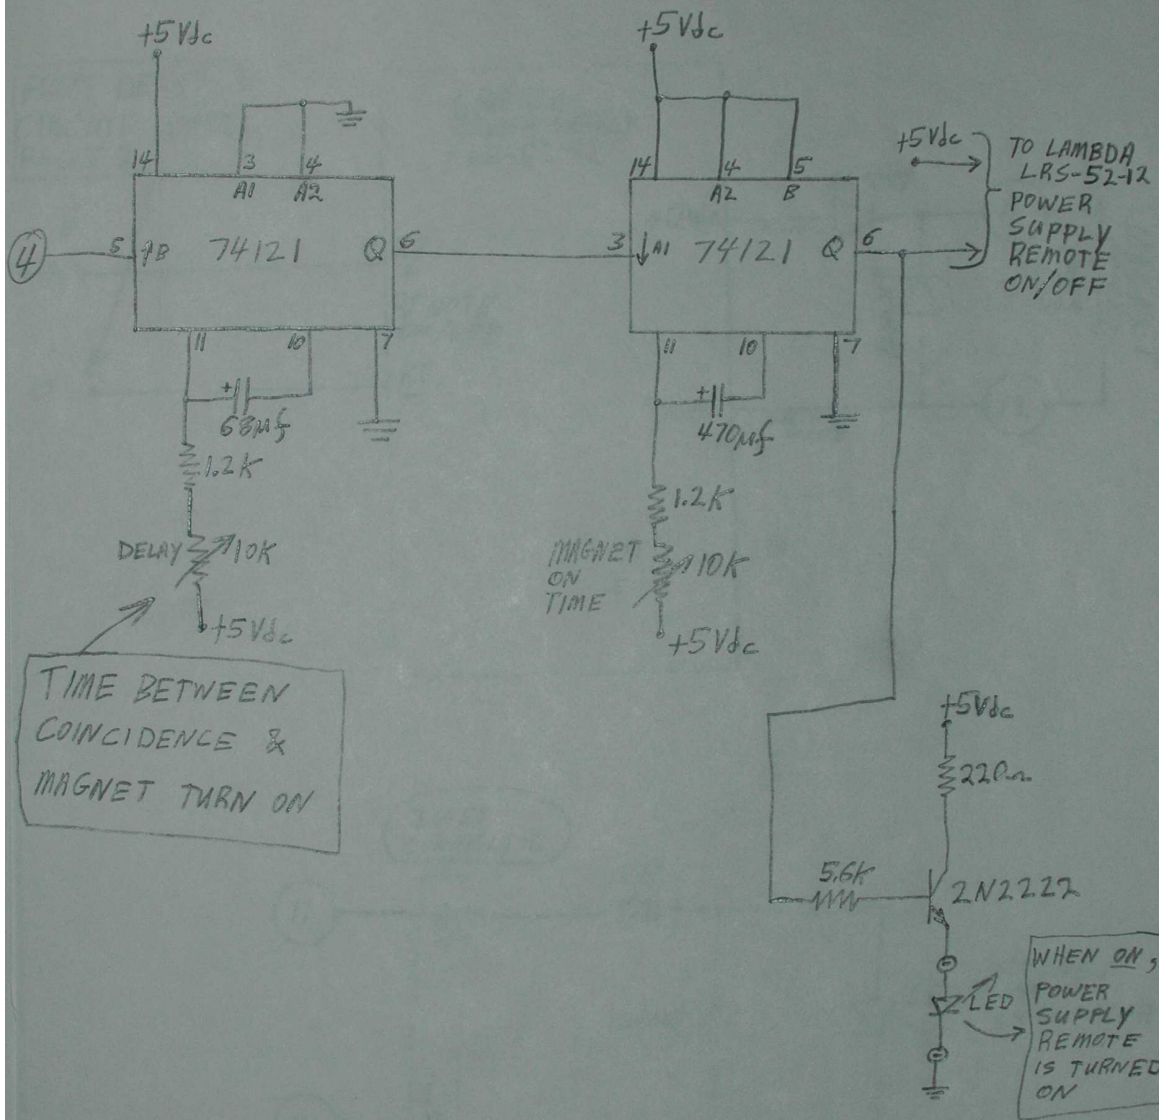 +5Vdc
14
3
4
A1
A2
4
5
↑B
74121
Q
6
11
10
7
+
68μf
1.2K
DELAY
10K
+5Vdc
TIME BETWEEN
COINCIDENCE &
MAGNET TURN ON
+5Vdc
14
4
5
A2
B
3
↓A1
74121
Q
6
11
10
7
+
470μf
1.2K
MAGNET
ON
TIME
10K
+5Vdc
+5Vdc
TO LAMBDA
LRS-52-12
POWER
SUPPLY
REMOTE
ON/OFF
+5Vdc
220Ω
5.6K
2N2222
LED
WHEN ON,
POWER
SUPPLY
REMOTE
IS TURNED
ON